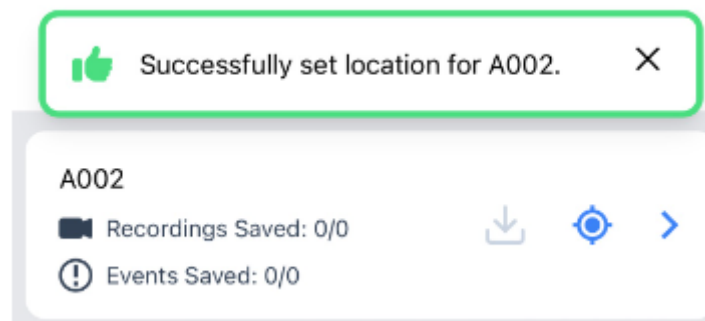 Successfully set location for A002.
A002
Recordings Saved: 0/0
Events Saved: 0/0